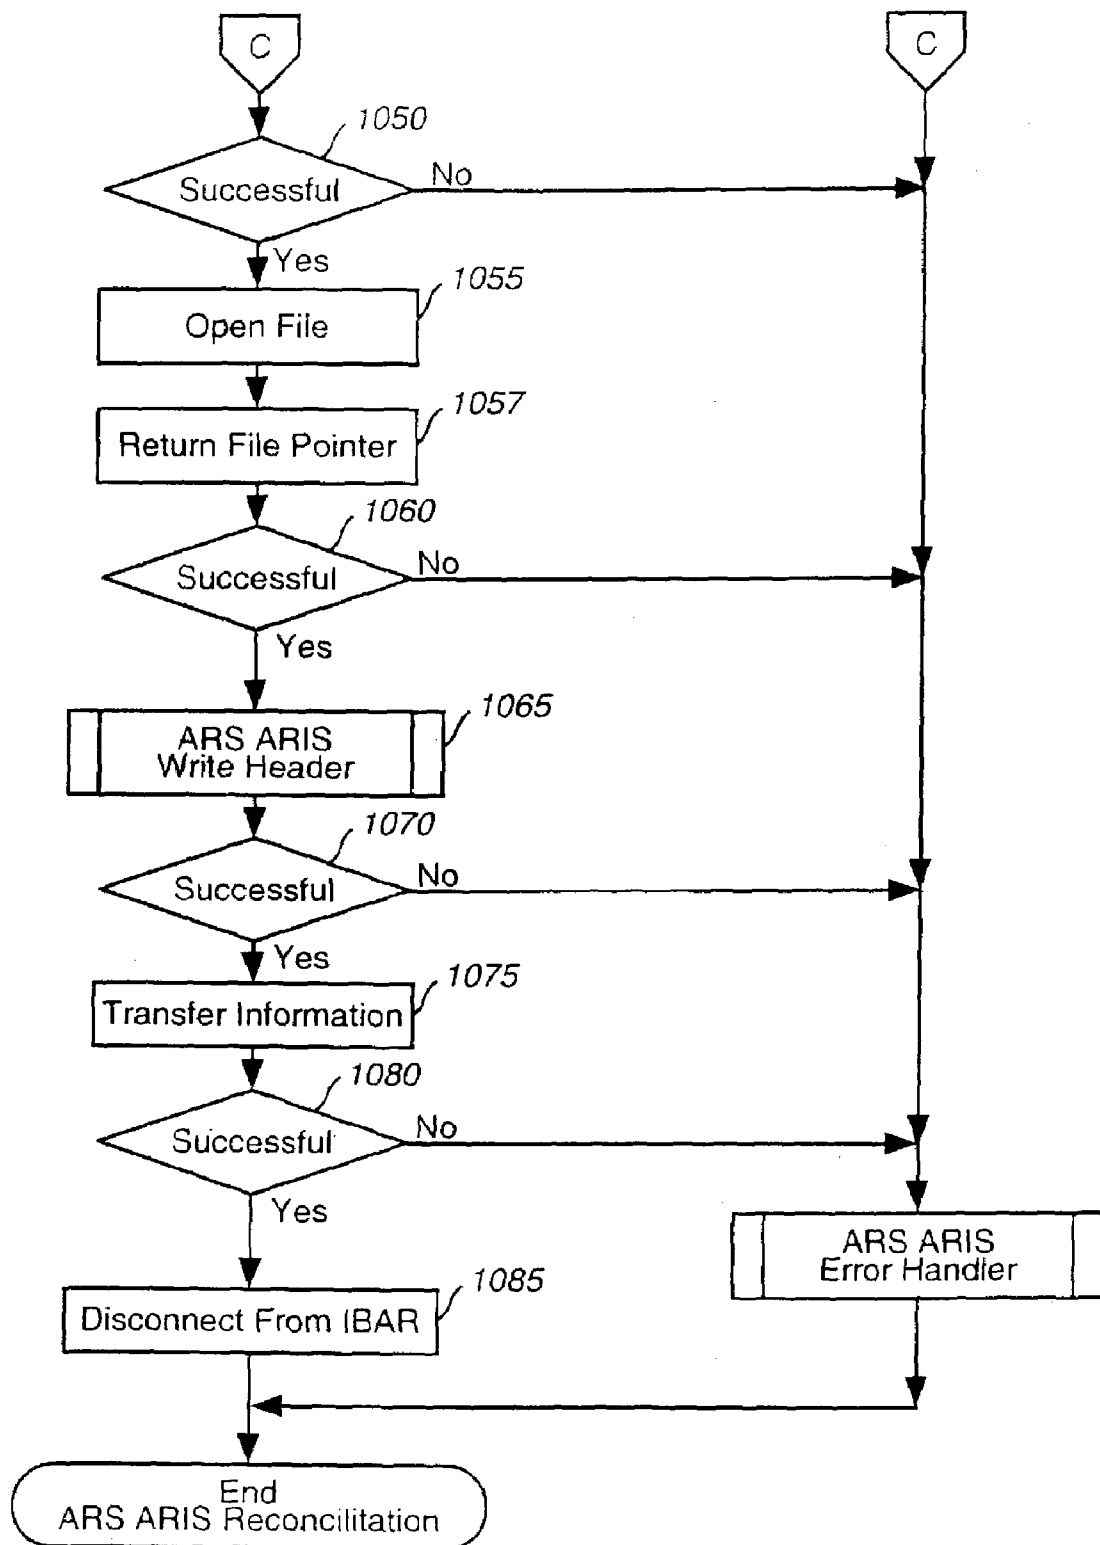 C
C
1050
Successful
No
Yes
1055
Open File
1057
Return File Pointer
1060
Successful
No
Yes
1065
ARS ARIS
Write Header
1070
Successful
No
Yes
1075
Transfer Information
1080
Successful
No
Yes
ARS ARIS
Error Handler
1085
Disconnect From IBAR
End
ARS ARIS Reconcilitation